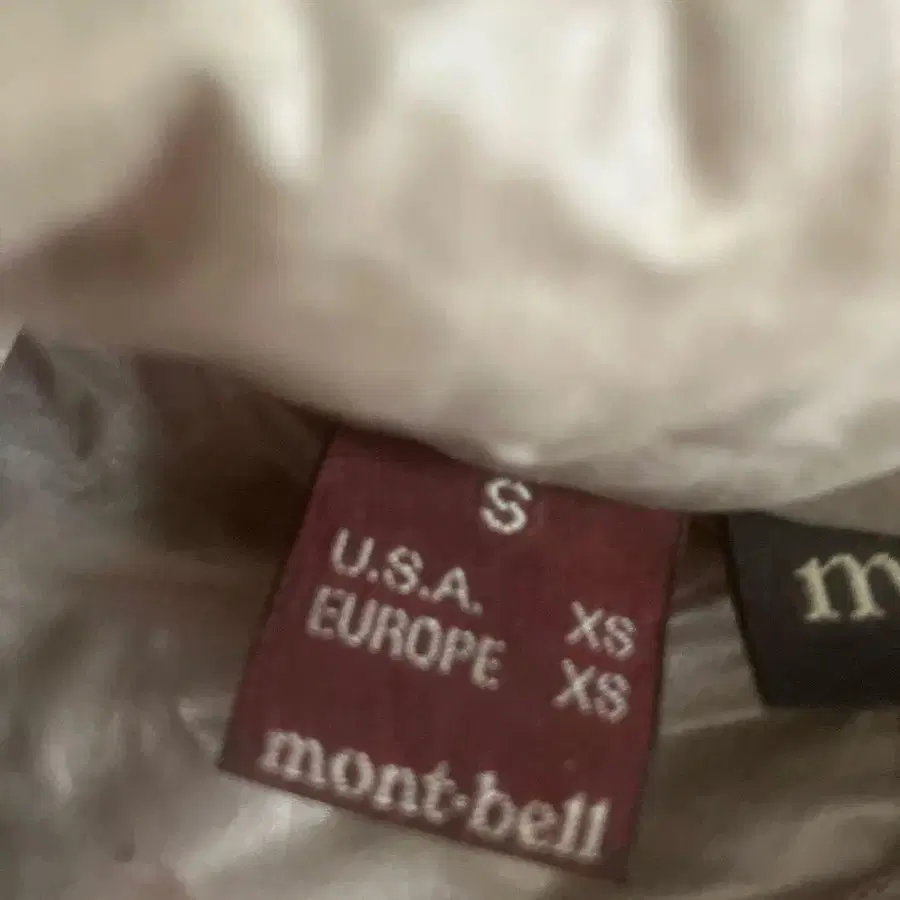 S
U.S.A. XS
EUROPE XS
mont-bell
m